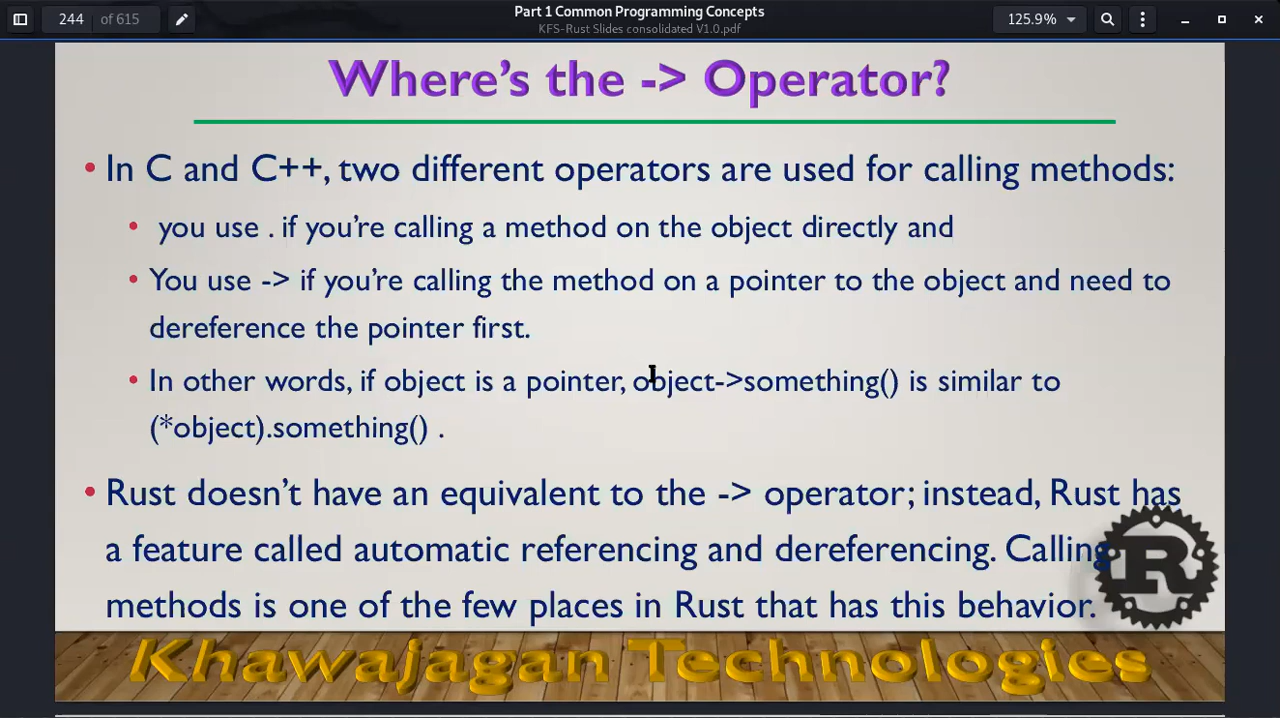 244 of 615
Part 1 Common Programming Concepts
KFS-Rust Slides consolidated V1.0.pdf
125.9%
Where's the -> Operator?
• In C and C++, two different operators are used for calling methods:
• you use . if you're calling a method on the object directly and
• You use -> if you're calling the method on a pointer to the object and need to
dereference the pointer first.
• In other words, if object is a pointer, object->something() is similar to
(*object).something() .
• Rust doesn't have an equivalent to the -> operator; instead, Rust has
a feature called automatic referencing and dereferencing. Calling
methods is one of the few places in Rust that has this behavior.
R
Khawajagan Technologies